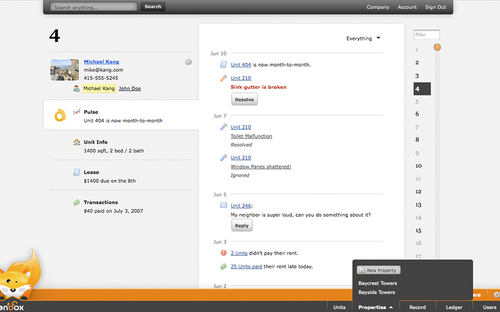 Search anything...
Search
Company
Account
Sign Out
4
Everything
Filter
Michael Kang
mike@kang.com
415-555-5245
Michael Kang John Doe
Pulse
Unit 404 is now month-to-month
Unit Info
1400 sqft, 2 bed / 2 bath
Lease
$1400 due on the 8th
Transactions
$40 paid on July 3, 2007
Jun 10
Unit 404 is now month-to-month.
Unit 210
Sink gutter is broken
Resolve
Jun 7
Unit 210
Toilet Malfunction
Resolved
Unit 210
Window Panes shattered!
Ignored
Jun 5
Unit 246:
My neighbor is super loud, can you do something about it?
Reply
Jun 3
2 Units didn't pay their rent.
25 Units paid their rent late today.
1
2
3
4
5
6
7
8
9
10
11
12
13
14
15
16
17
New Property
Baycrest Towers
Bayside Towers
Units
Properties
Record
Ledger
Users